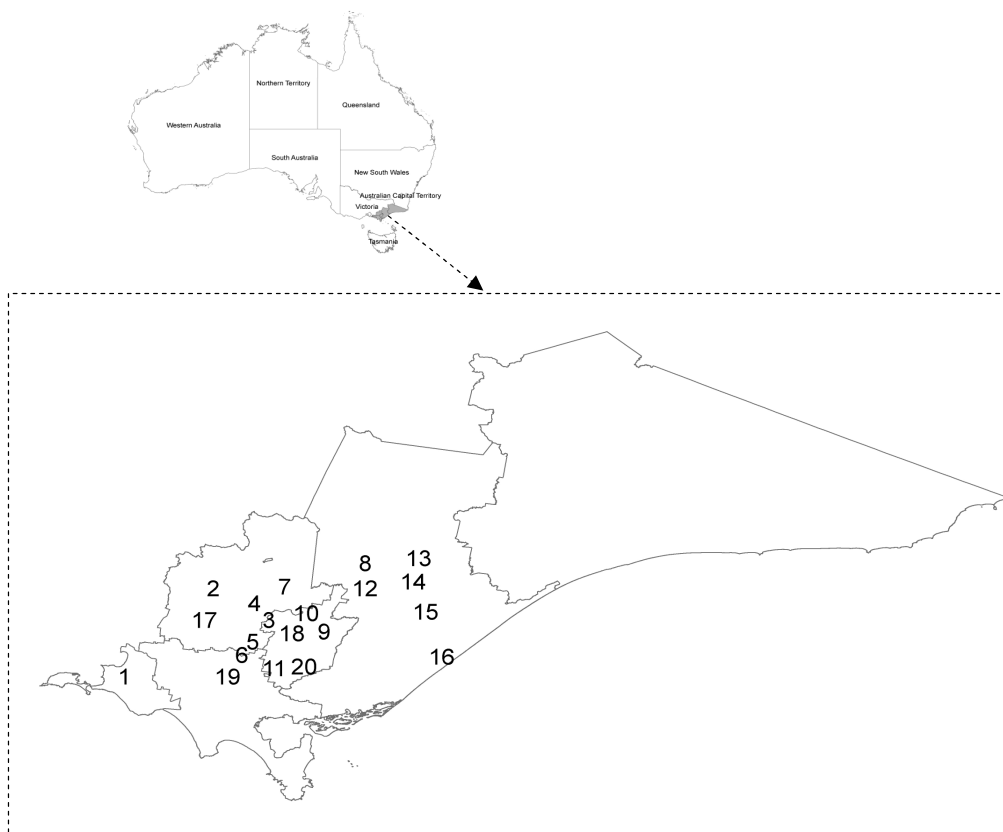 Northern Territory
Queensland
Western Australia
South Australia
New South Wales
Australian Capital Territory
Victoria
Tasmania
13
8
7
14
2
12
4
10
15
3
17
18
9
5
6
16
11
20
1
19